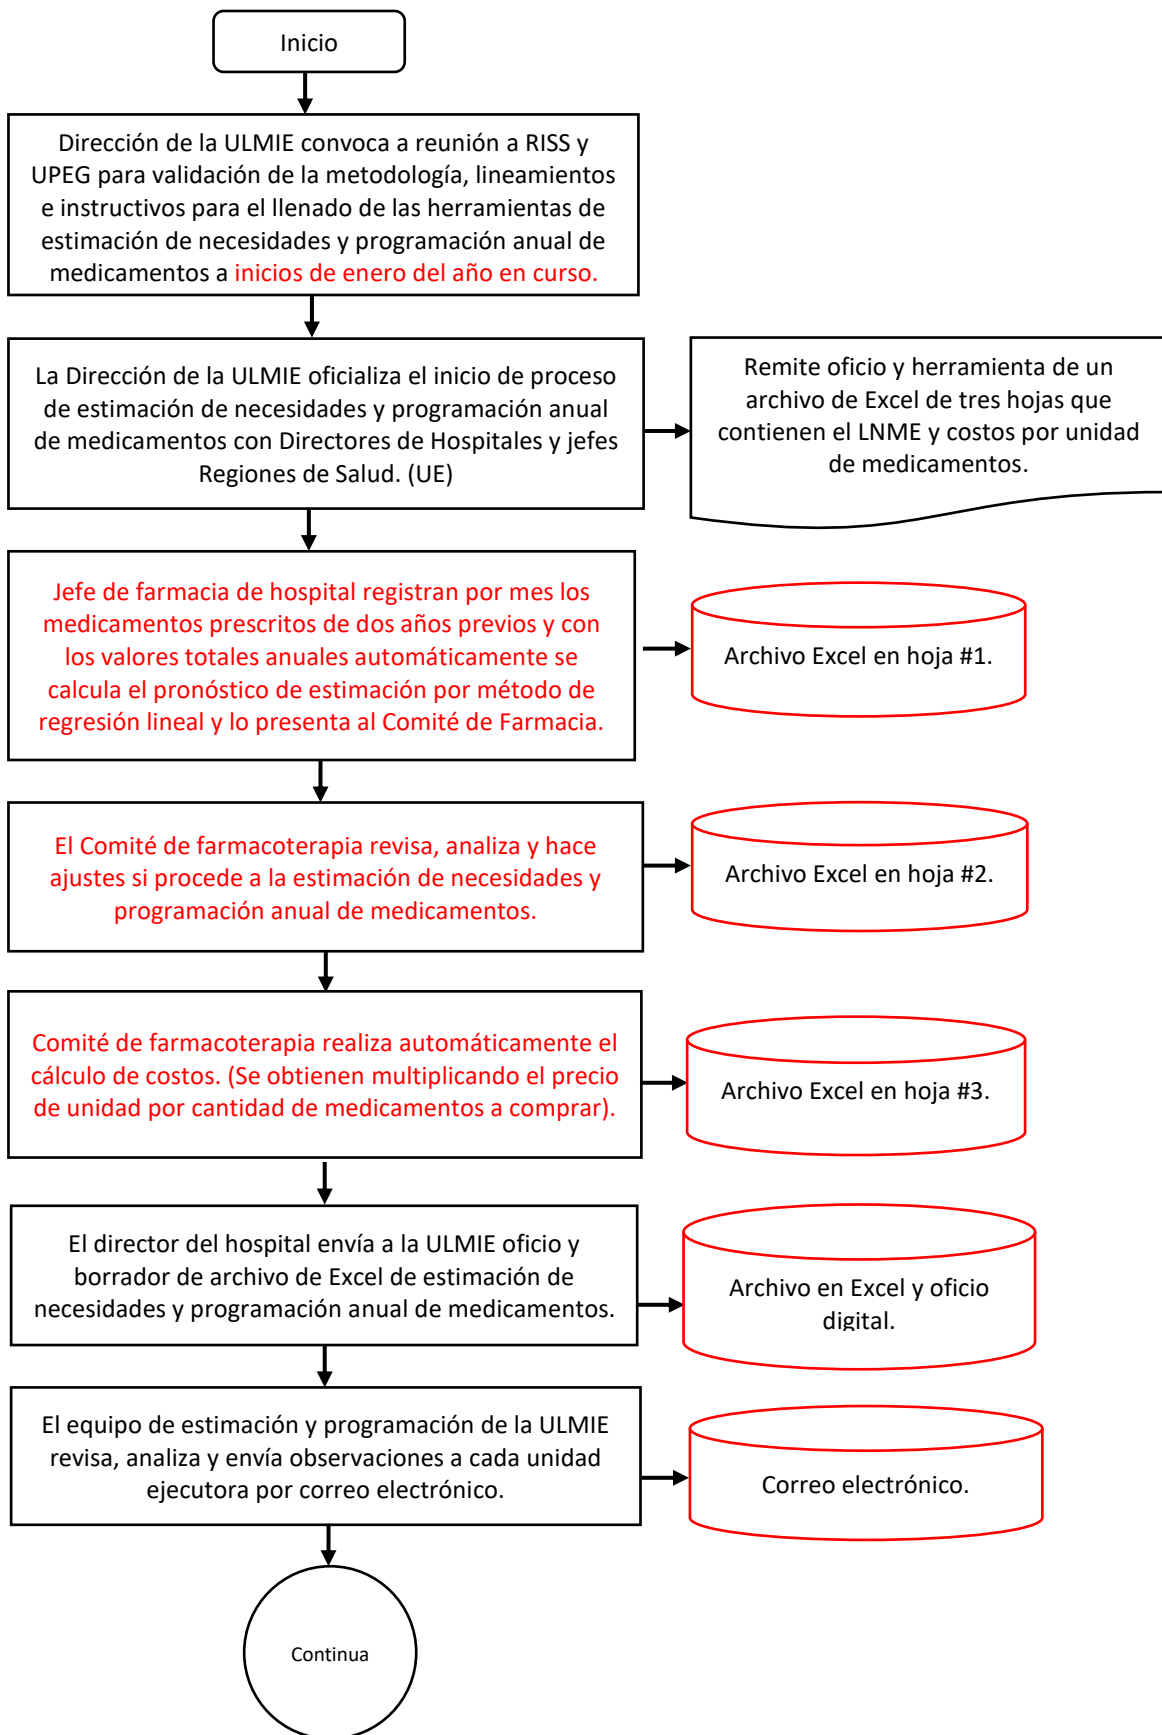 Inicio
Dirección de la ULMIE convoca a reunión a RISS y
UPEG para validación de la metodología, lineamientos
e instructivos para el llenado de las herramientas de
estimación de necesidades y programación anual de
medicamentos a inicios de enero del año en curso.
La Dirección de la ULMIE oficializa el inicio de proceso
de estimación de necesidades y programación anual
de medicamentos con Directores de Hospitales y jefes
Regiones de Salud. (UE)
Remite oficio y herramienta de un
archivo de Excel de tres hojas que
contienen el LNME y costos por unidad
de medicamentos.
Jefe de farmacia de hospital registran por mes los
medicamentos prescritos de dos años previos y con
los valores totales anuales automáticamente se
calcula el pronóstico de estimación por método de
regresión lineal y lo presenta al Comité de Farmacia.
Archivo Excel en hoja #1.
El Comité de farmacoterapia revisa, analiza y hace
ajustes si procede a la estimación de necesidades y
programación anual de medicamentos.
Archivo Excel en hoja #2.
Comité de farmacoterapia realiza automáticamente el
cálculo de costos. (Se obtienen multiplicando el precio
de unidad por cantidad de medicamentos a comprar).
Archivo Excel en hoja #3.
El director del hospital envía a la ULMIE oficio y
borrador de archivo de Excel de estimación de
necesidades y programación anual de medicamentos.
Archivo en Excel y oficio
digital.
El equipo de estimación y programación de la ULMIE
revisa, analiza y envía observaciones a cada unidad
ejecutora por correo electrónico.
Correo electrónico.
Continua